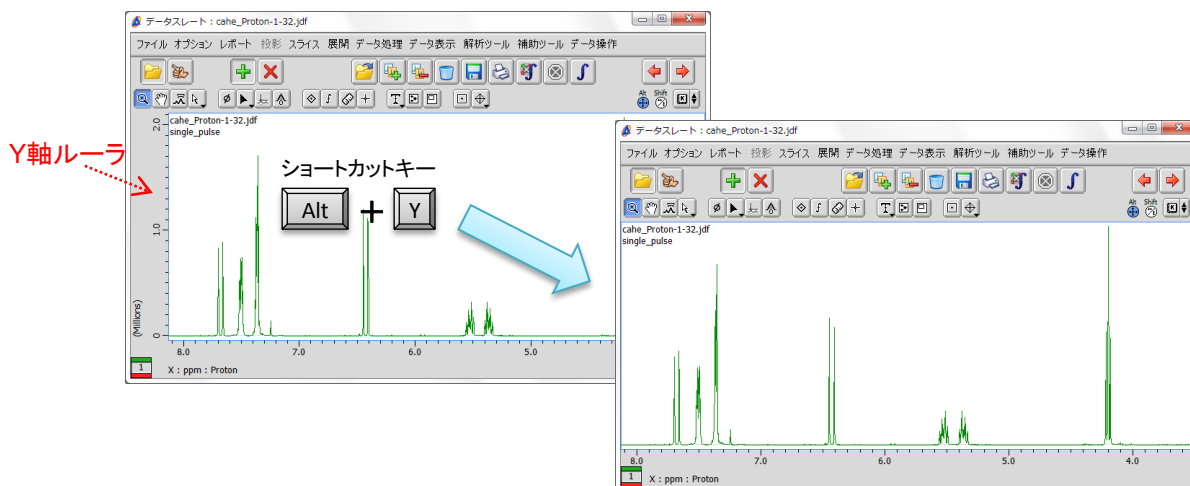 データスレート : cahe_Proton-1-32.jdf
ファイル オプション レポート 投影 スライス 展開 データ処理 データ表示 解析ツール 補助ツール データ操作
Alt Shift
cahe_Proton-1-32.jdf
single_pulse
Y軸ルーラ
ショートカットキー
Alt + Y
2.0
1.0
0
(Millions)
8.0 7.0 6.0 5.0
1
X : ppm : Proton
データスレート : cahe_Proton-1-32.jdf
ファイル オプション レポート 投影 スライス 展開 データ処理 データ表示 解析ツール 補助ツール データ操作
Alt Shift
cahe_Proton-1-32.jdf
single_pulse
8.0 7.0 6.0 5.0 4.0
1
X : ppm : Proton